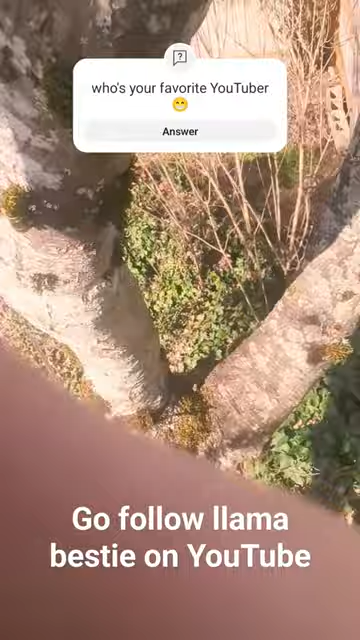 who's your favorite YouTuber
😁
Answer
Go follow llama
bestie on YouTube